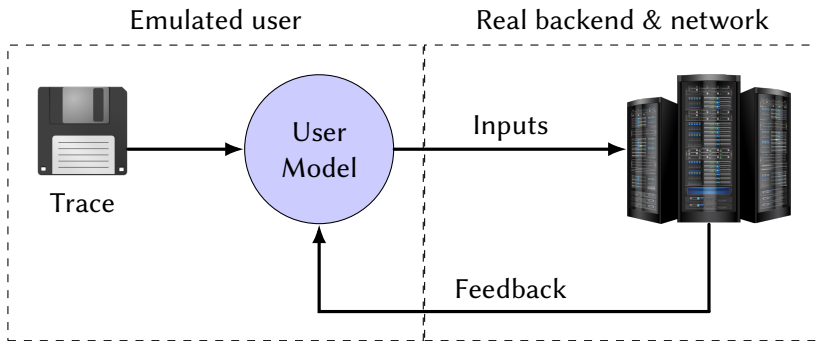 Emulated user
Real backend & network
Trace
User
Model
Inputs
Feedback